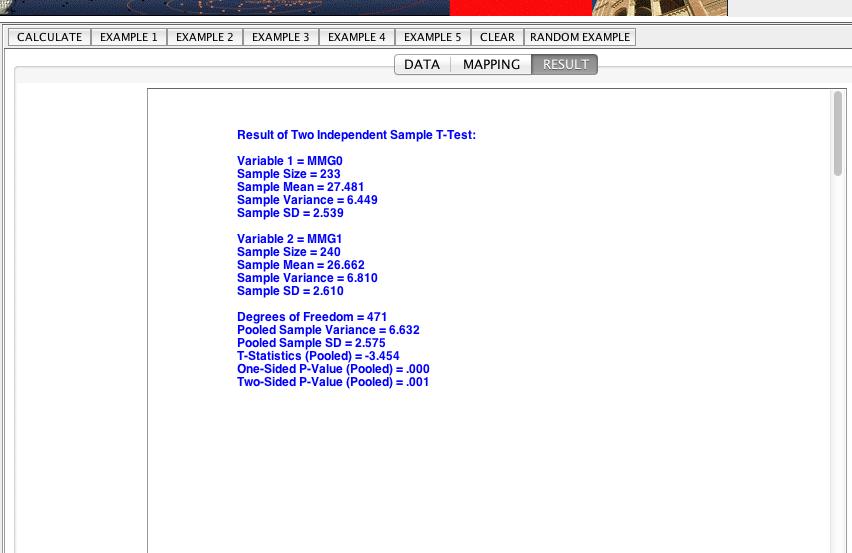 CALCULATE EXAMPLE 1 EXAMPLE 2 EXAMPLE 3 EXAMPLE 4 EXAMPLE 5 CLEAR RANDOM EXAMPLE
DATA MAPPING RESULT
Result of Two Independent Sample T-Test:
Variable 1 = MMG0
Sample Size = 233
Sample Mean = 27.481
Sample Variance = 6.449
Sample SD = 2.539
Variable 2 = MMG1
Sample Size = 240
Sample Mean = 26.662
Sample Variance = 6.810
Sample SD = 2.610
Degrees of Freedom = 471
Pooled Sample Variance = 6.632
Pooled Sample SD = 2.575
T-Statistics (Pooled) = -3.454
One-Sided P-Value (Pooled) = .000
Two-Sided P-Value (Pooled) = .001